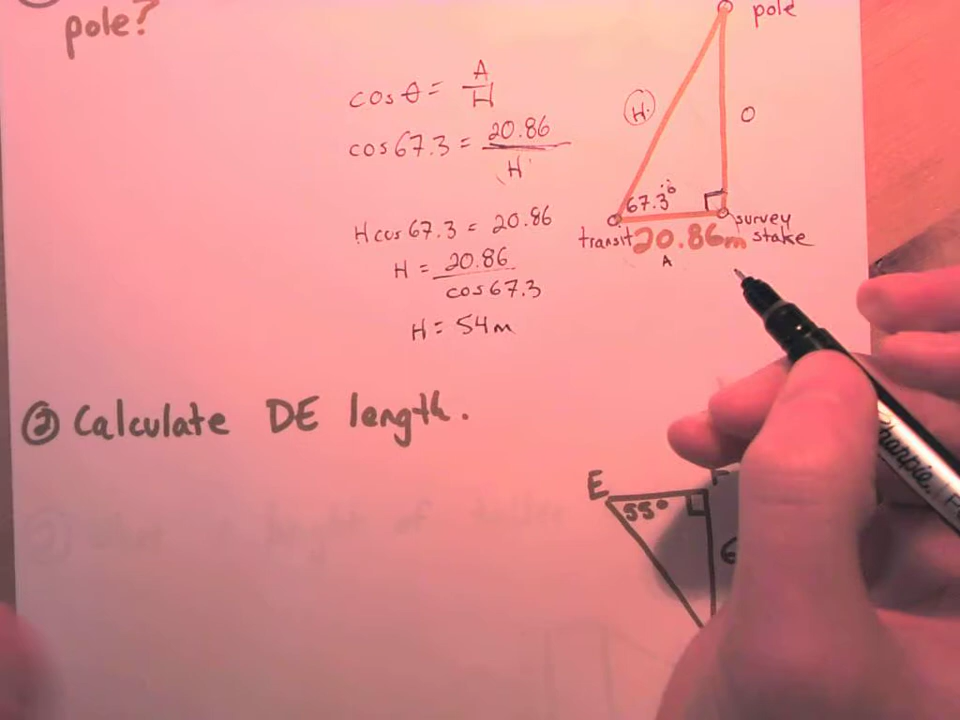 pole?
pole
cos θ = A/H
cos 67.3 = 20.86/H
H
O
67.3°
survey
stake
transit
20.86m
A
H cos 67.3 = 20.86
H = 20.86/cos 67.3
H = 54m
② Calculate DE length.
E
F
55°
6
Sharpie